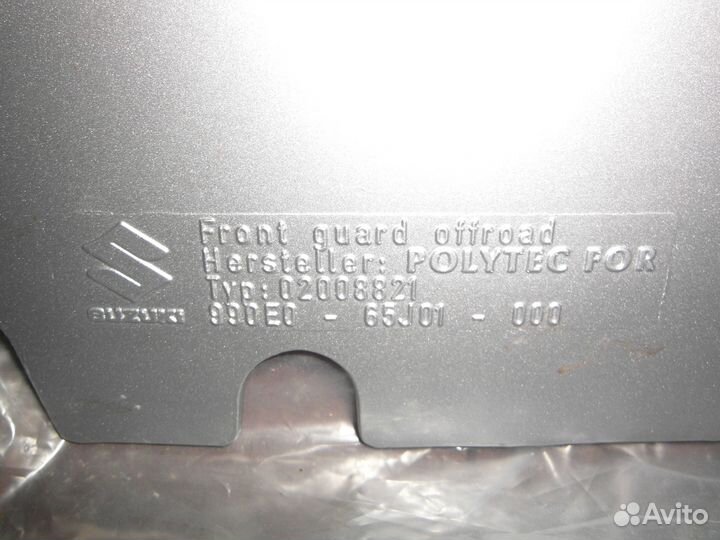 Front guard offroad
Hersteller: POLYTEC FOR
Typ:02008821
SUZUKI
990E0 - 65J01 - 000
Avito